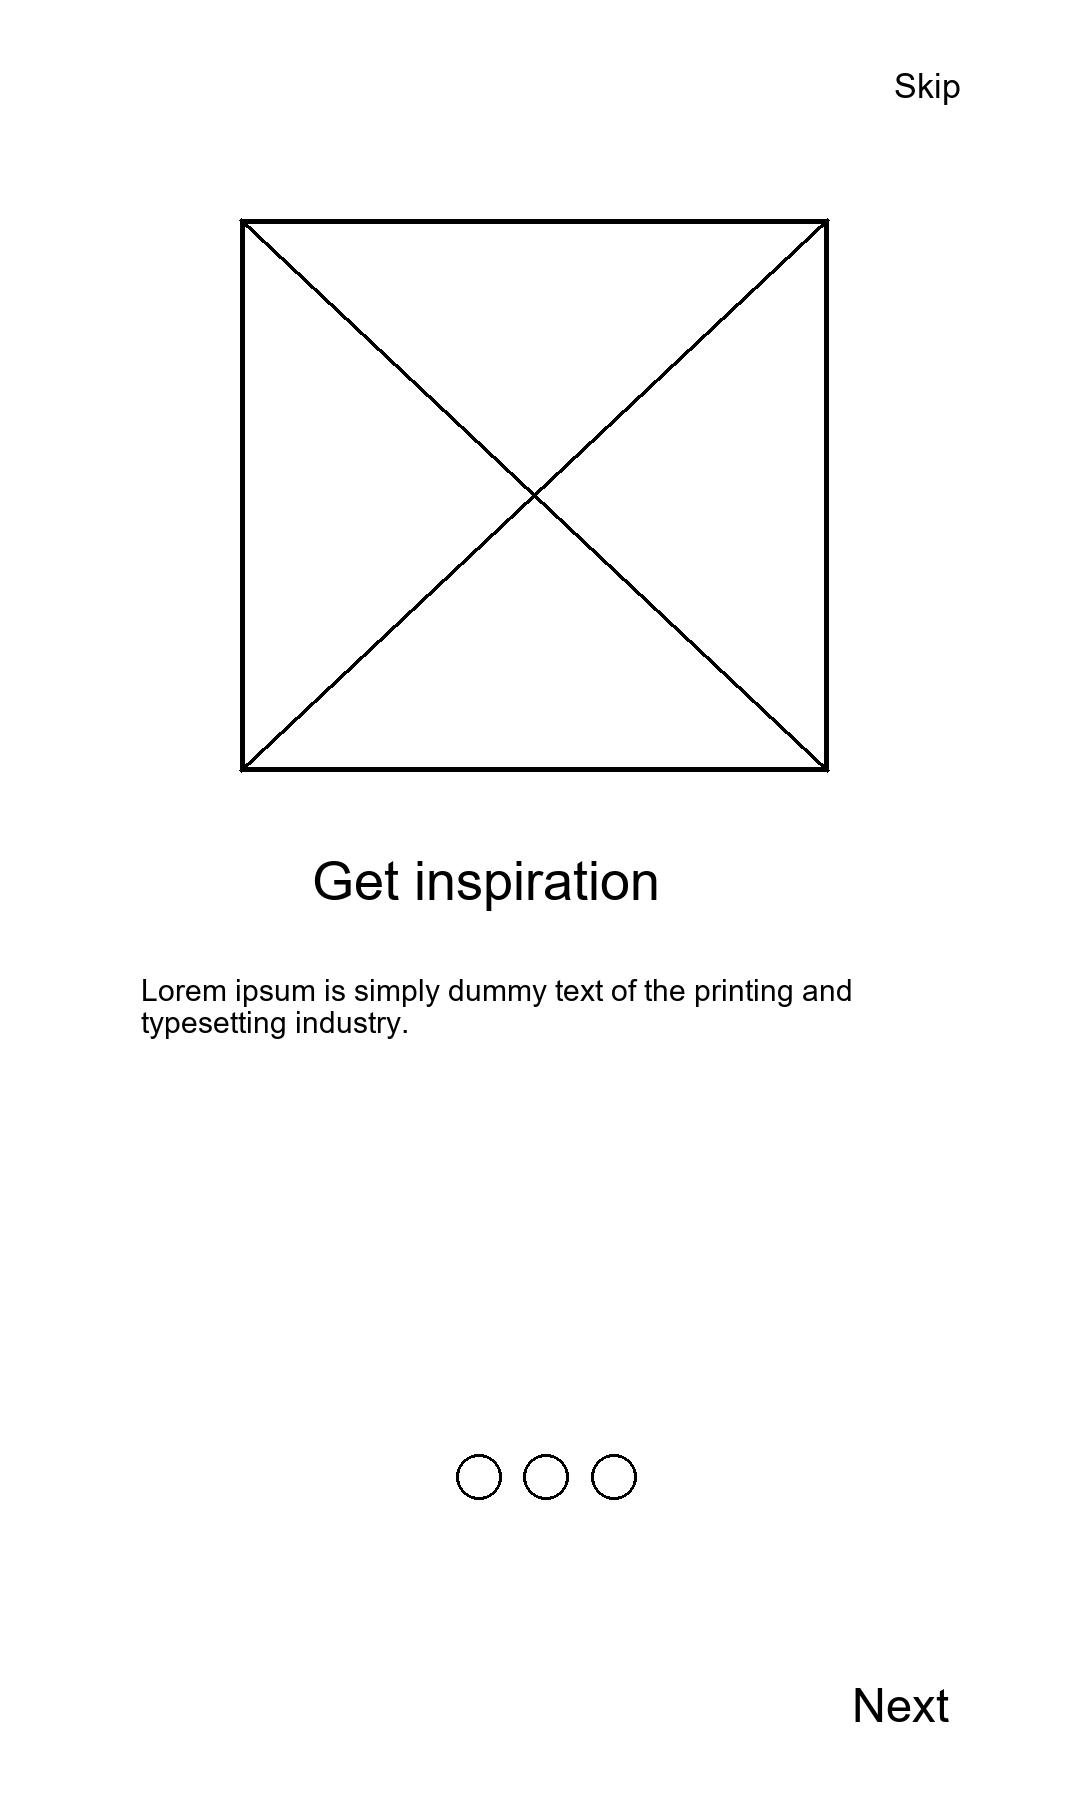 Skip
Get inspiration
Lorem ipsum is simply dummy text of the printing and
typesetting industry.
Next